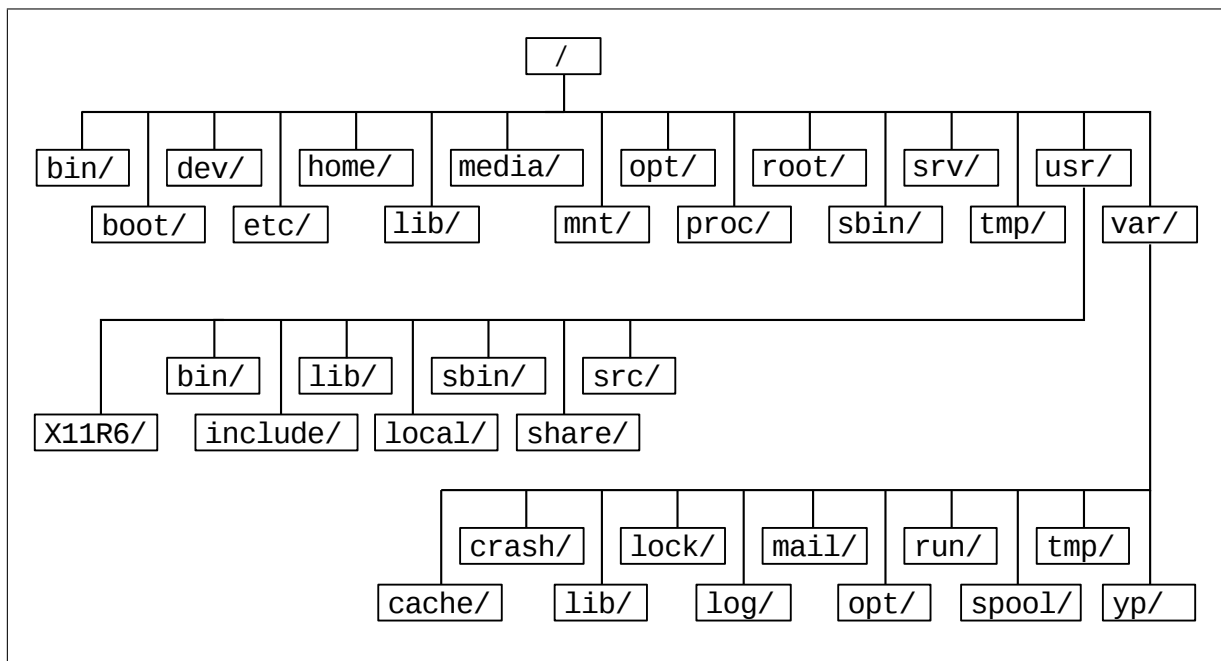 /
bin/ dev/ home/ media/ opt/ root/ srv/ usr/
boot/ etc/ lib/ mnt/ proc/ sbin/ tmp/ var/
bin/ lib/ sbin/ src/
X11R6/ include/ local/ share/
crash/ lock/ mail/ run/ tmp/
cache/ lib/ log/ opt/ spool/ yp/